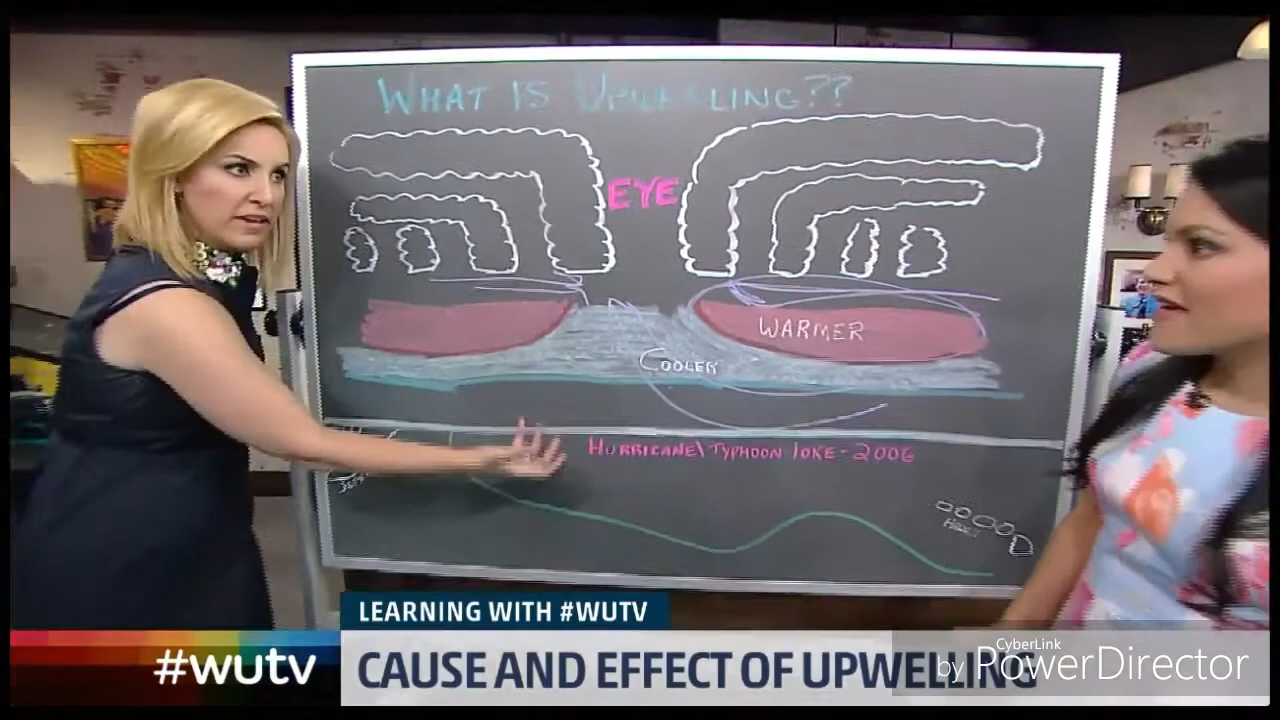 WHAT IS UPWELLING??
EYE
WARMER
COOLER
HURRICANE\TYPHOON IOKE-2006
HAWAII
LEARNING WITH #WUTV
#wutv
CAUSE AND EFFECT OF UPWELLING
CyberLink
by PowerDirector